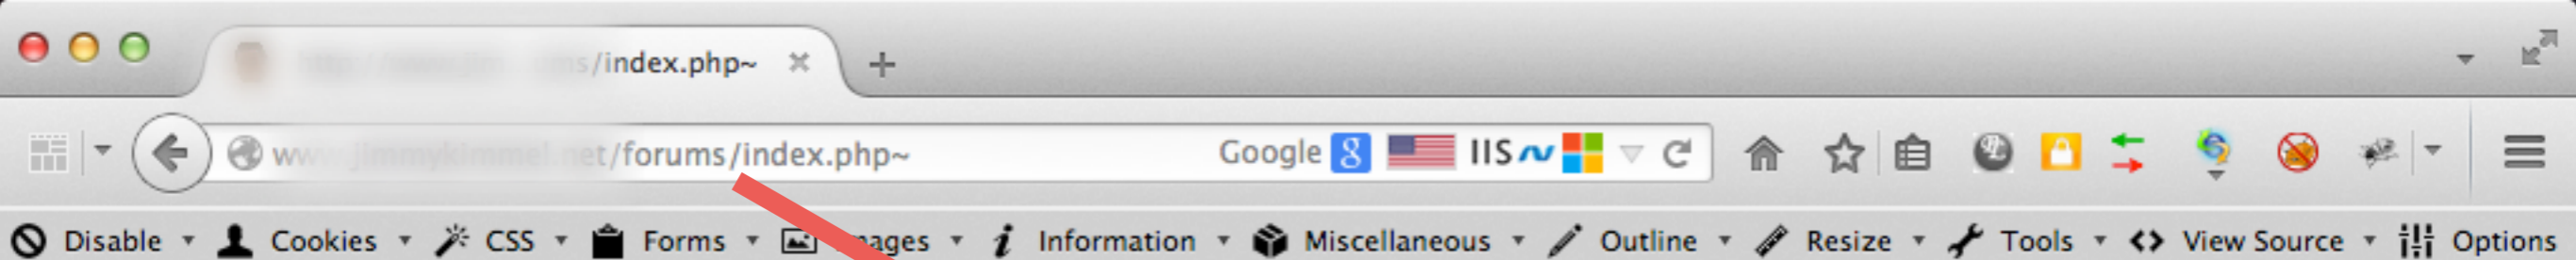 /index.php~
/forums/index.php~ Google 8 IIS
Disable Cookies CSS Forms Information Miscellaneous Outline Resize Tools View Source Options